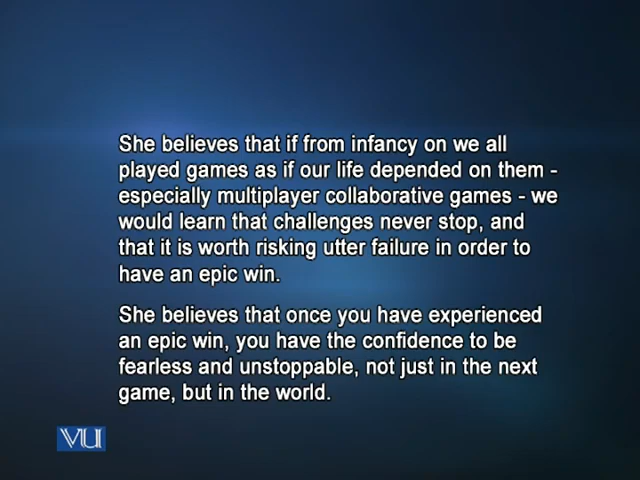 She believes that if from infancy on we all
played games as if our life depended on them -
especially multiplayer collaborative games - we
would learn that challenges never stop, and
that it is worth risking utter failure in order to
have an epic win.
She believes that once you have experienced
an epic win, you have the confidence to be
fearless and unstoppable, not just in the next
game, but in the world.
VU